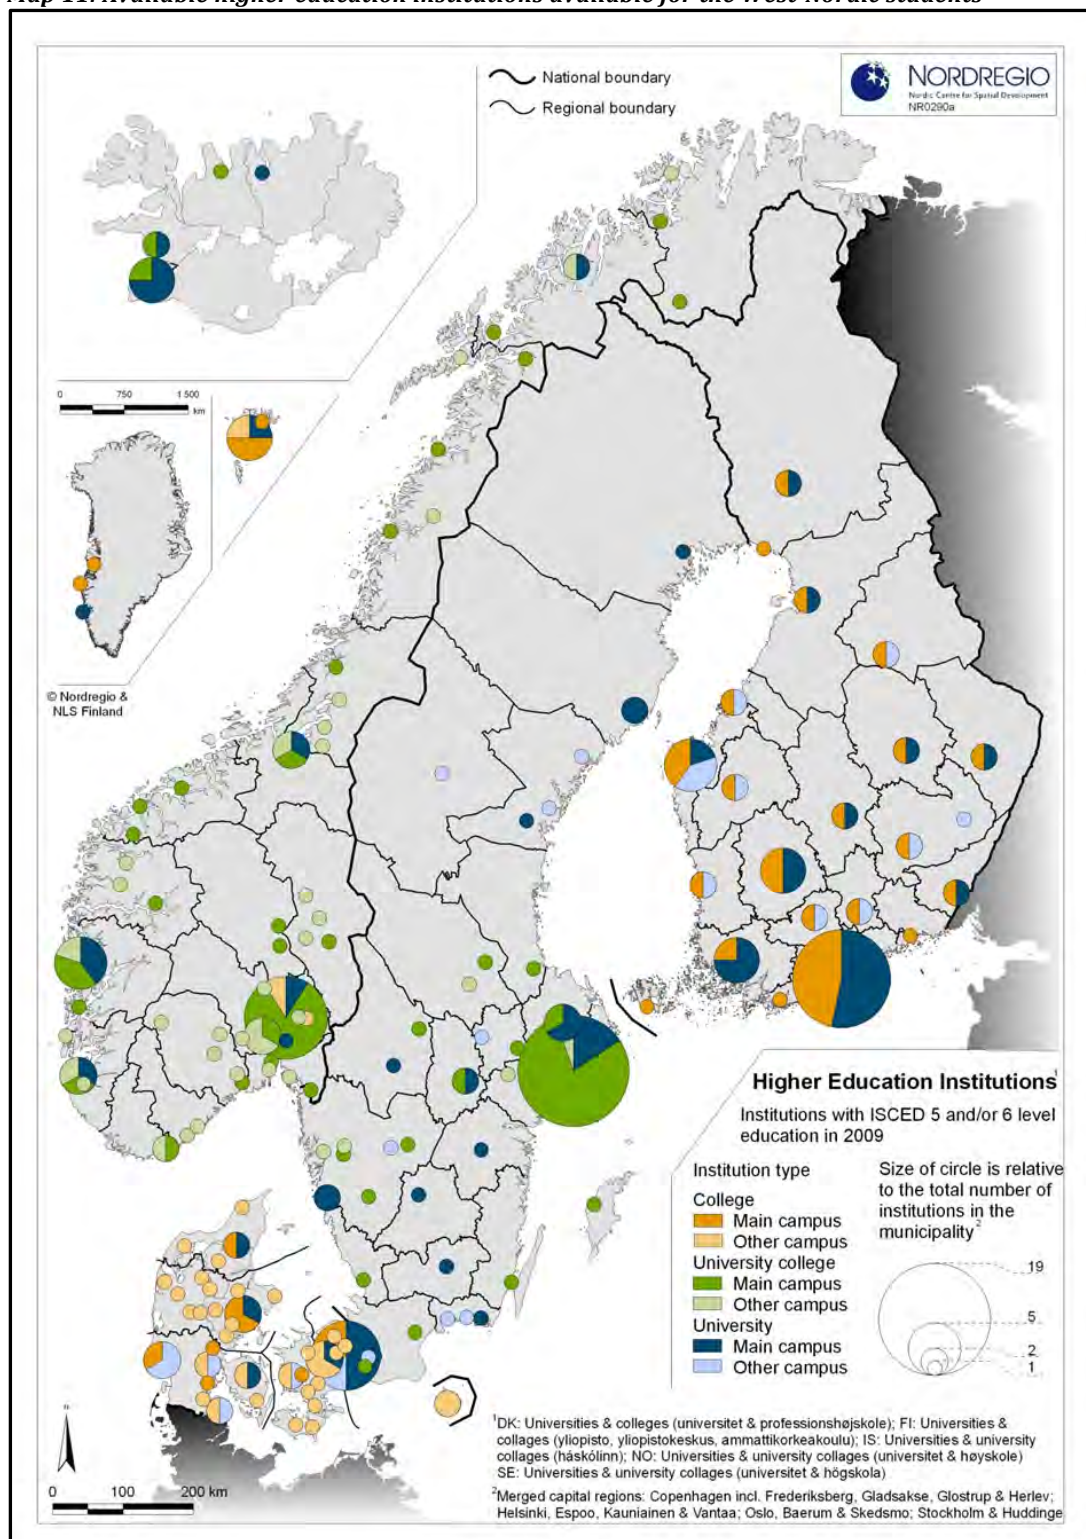 Map 11: Available higher education institutions available for the West Nordic students
National boundary
Regional boundary
NORDREGIO
Nordic Centre for Spatial Development
NR0290a
0 750 1 500
km
© Nordregio &
NLS Finland
Higher Education Institutions1
Institutions with ISCED 5 and/or 6 level
education in 2009
Institution type
College
Main campus
Other campus
University college
Main campus
Other campus
University
Main campus
Other campus
Size of circle is relative
to the total number of
institutions in the
municipality2
19
5
2
1
0 100 200 km
1DK: Universities & colleges (universitet & professionshøjskole); FI: Universities &
collages (yliopisto, yliopistokeskus, ammattikorkeakoulu); IS: Universities & university
collages (háskólinn); NO: Universities & university collages (universitet & høyskole)
SE: Universities & university collages (universitet & högskola)
2Merged capital regions: Copenhagen incl. Frederiksberg, Gladsakse, Glostrup & Herlev;
Helsinki, Espoo, Kauniainen & Vantaa; Oslo, Baerum & Skedsmo; Stockholm & Huddinge